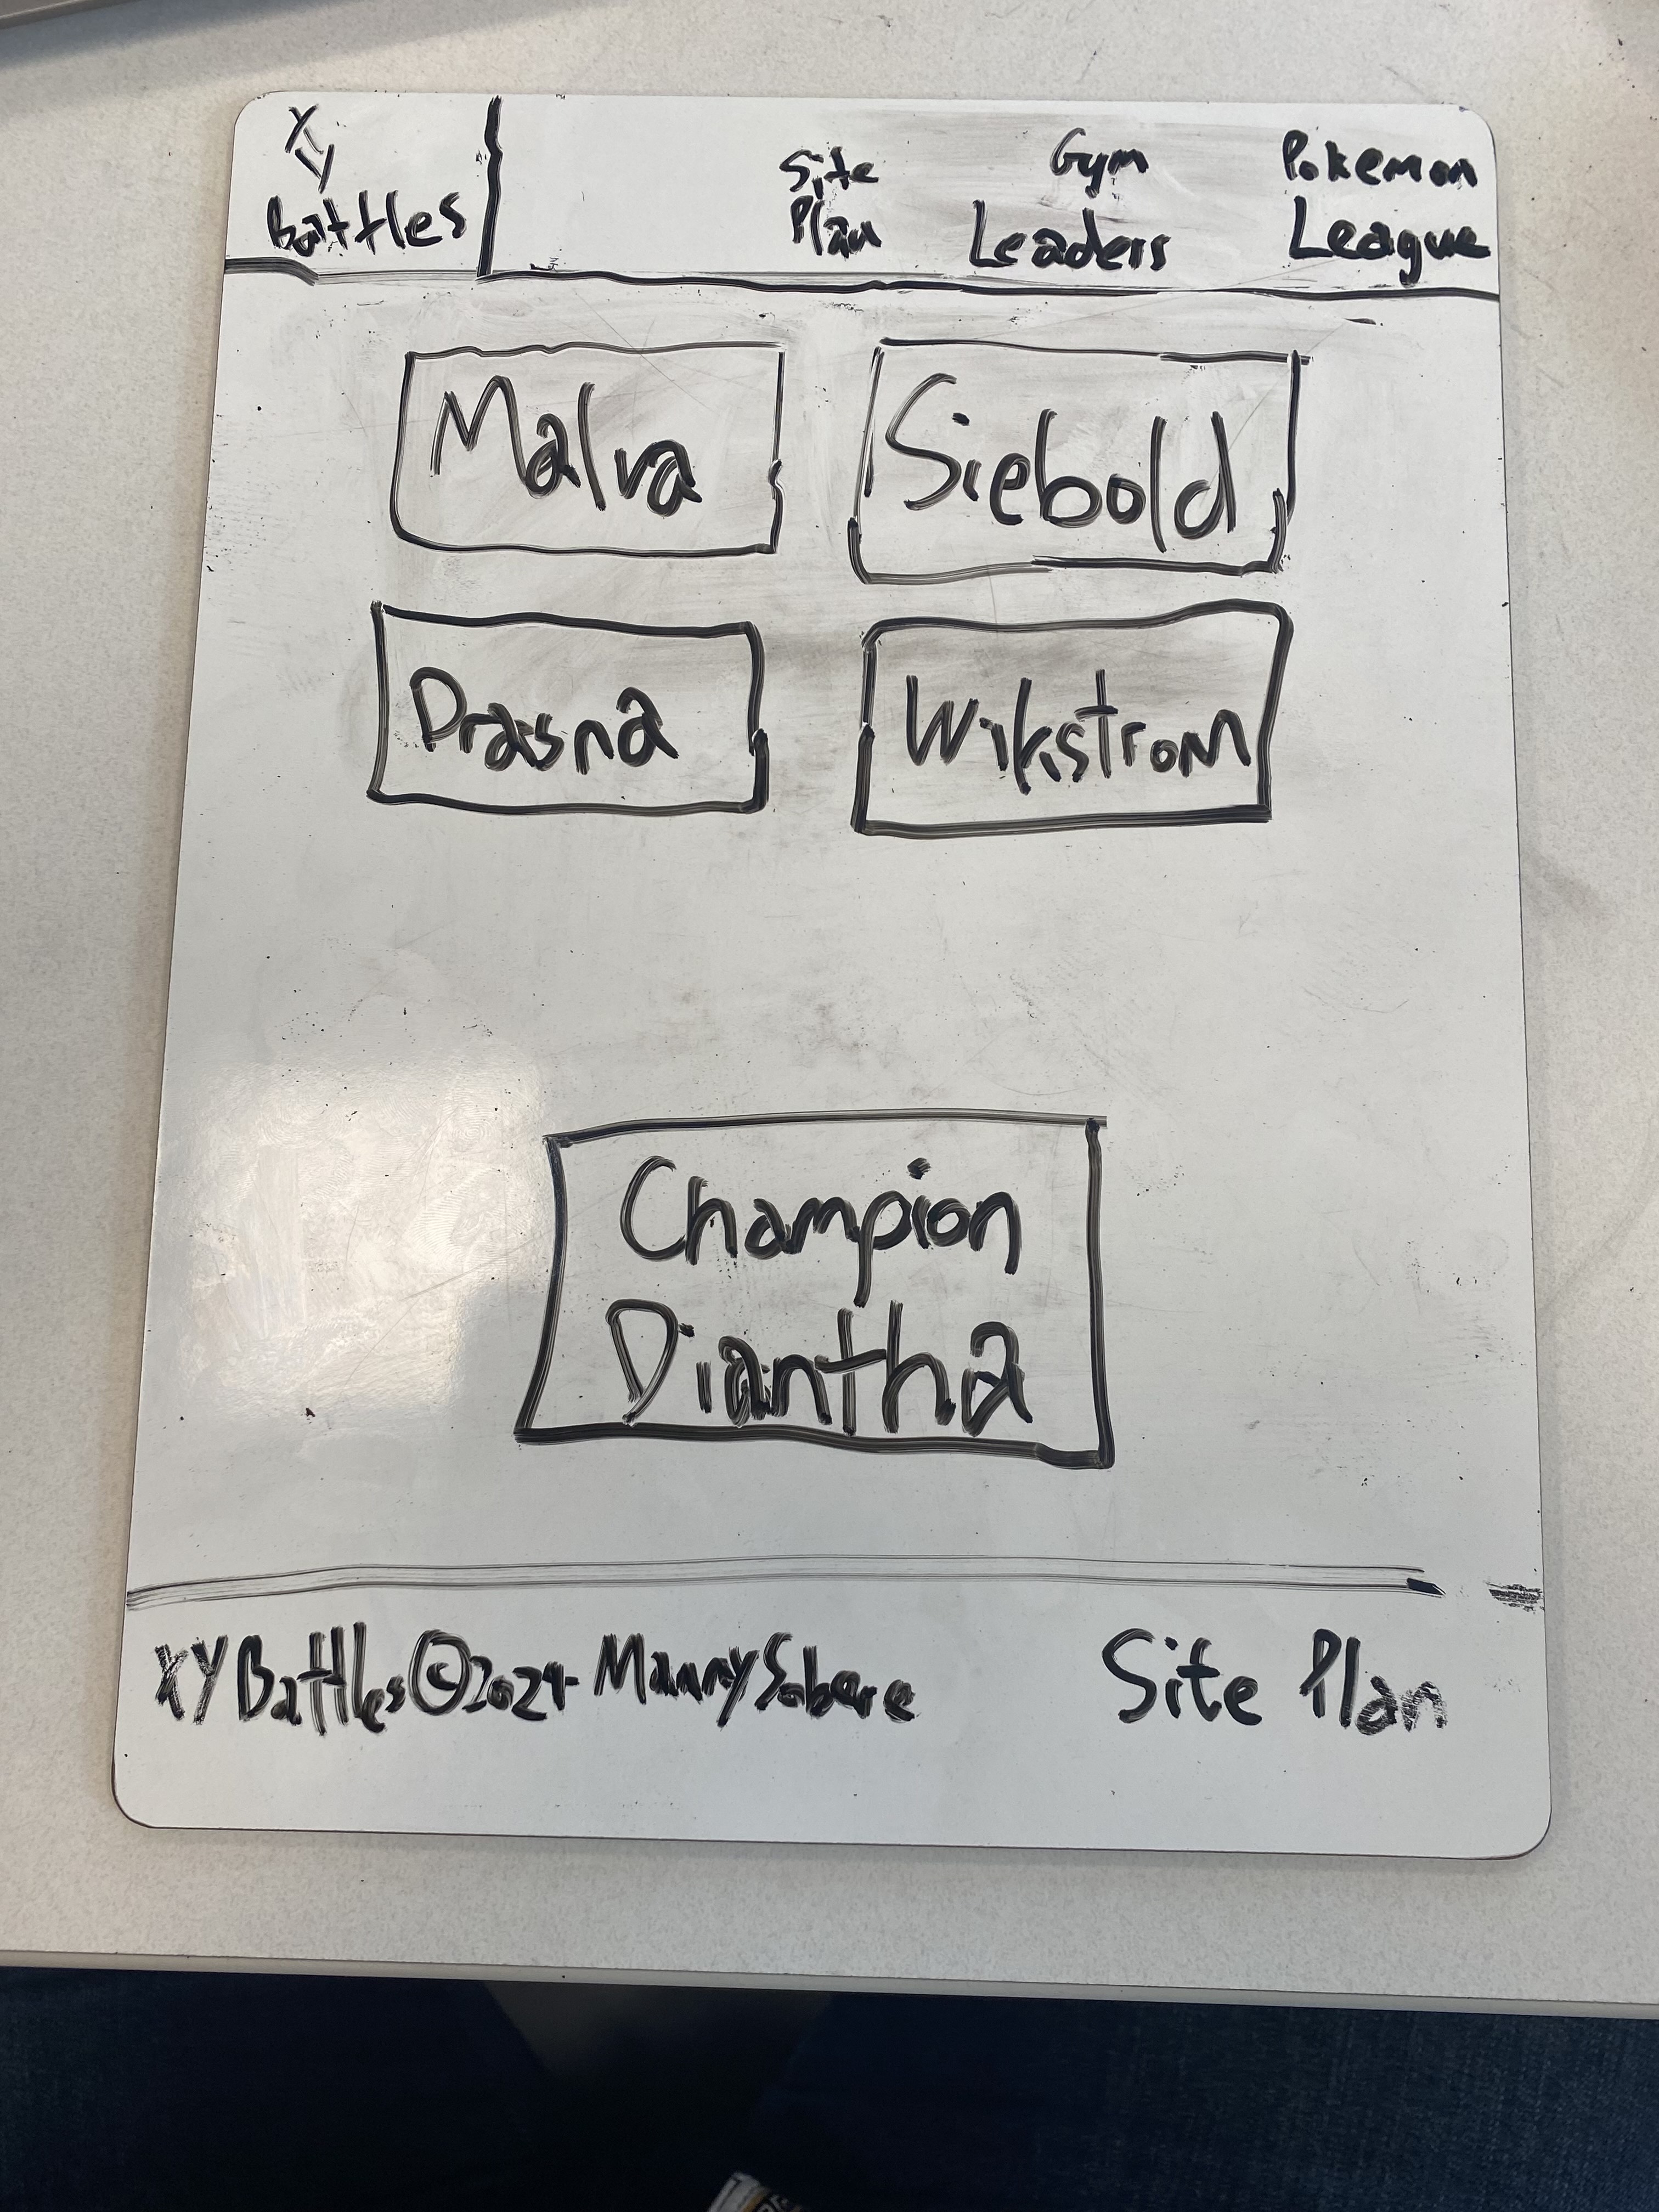 XY
Battles
Site
Plan
Gym
Leaders
Pokemon
League
Malva
Siebold
Drasna
Wikstrom
Champion
Diantha
XY Battles © 2024 Manny
Site Plan